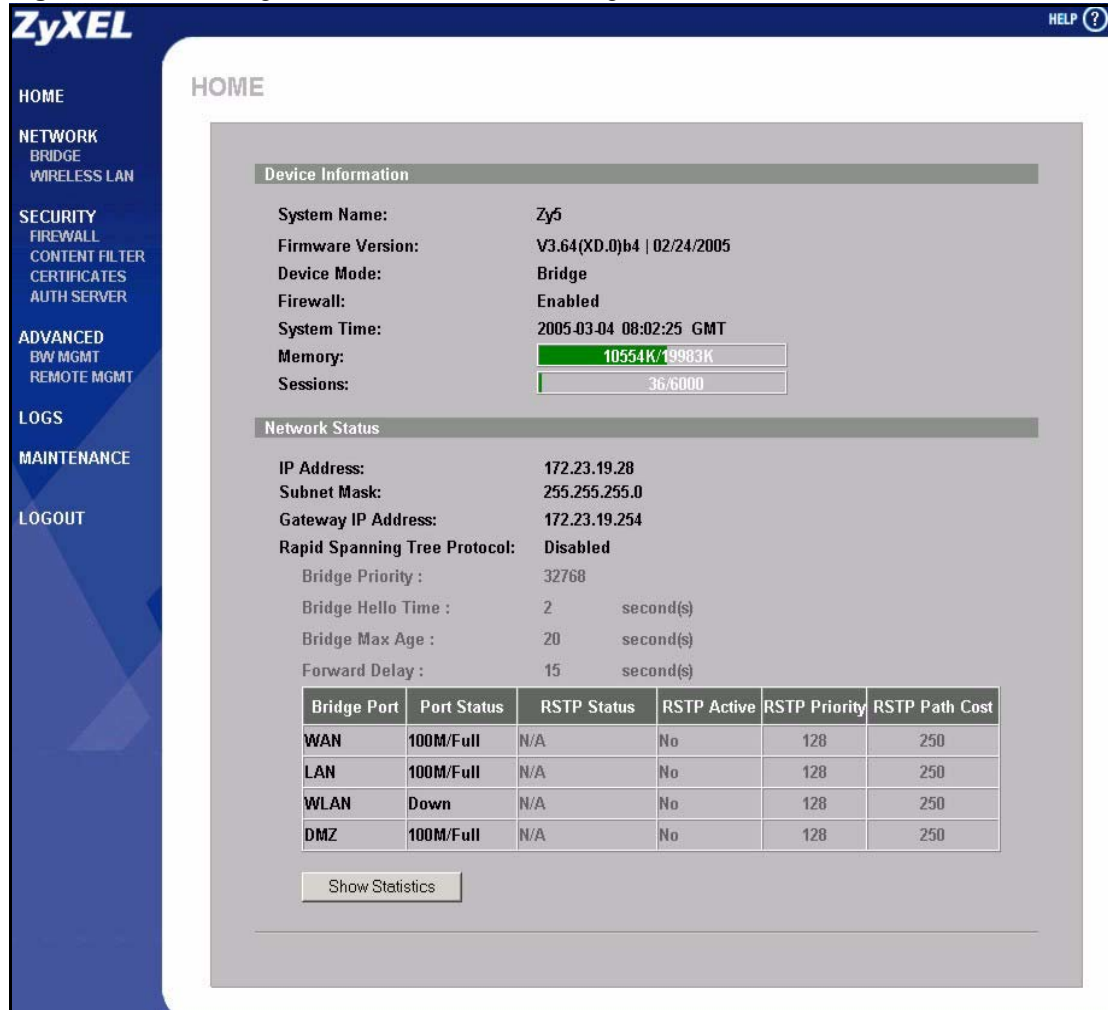 ZyXEL
HELP ?
HOME
NETWORK
BRIDGE
WIRELESS LAN
SECURITY
FIREWALL
CONTENT FILTER
CERTIFICATES
AUTH SERVER
ADVANCED
BW MGMT
REMOTE MGMT
LOGS
MAINTENANCE
LOGOUT
HOME
Device Information
System Name: Zy5
Firmware Version: V3.64(XD.0)b4 | 02/24/2005
Device Mode: Bridge
Firewall: Enabled
System Time: 2005-03-04 08:02:25 GMT
Memory: 10554K/19983K
Sessions: 36/6000
Network Status
IP Address: 172.23.19.28
Subnet Mask: 255.255.255.0
Gateway IP Address: 172.23.19.254
Rapid Spanning Tree Protocol: Disabled
Bridge Priority : 32768
Bridge Hello Time : 2 second(s)
Bridge Max Age : 20 second(s)
Forward Delay : 15 second(s)
Bridge Port Port Status RSTP Status RSTP Active RSTP Priority RSTP Path Cost
WAN 100M/Full N/A No 128 250
LAN 100M/Full N/A No 128 250
WLAN Down N/A No 128 250
DMZ 100M/Full N/A No 128 250
Show Statistics